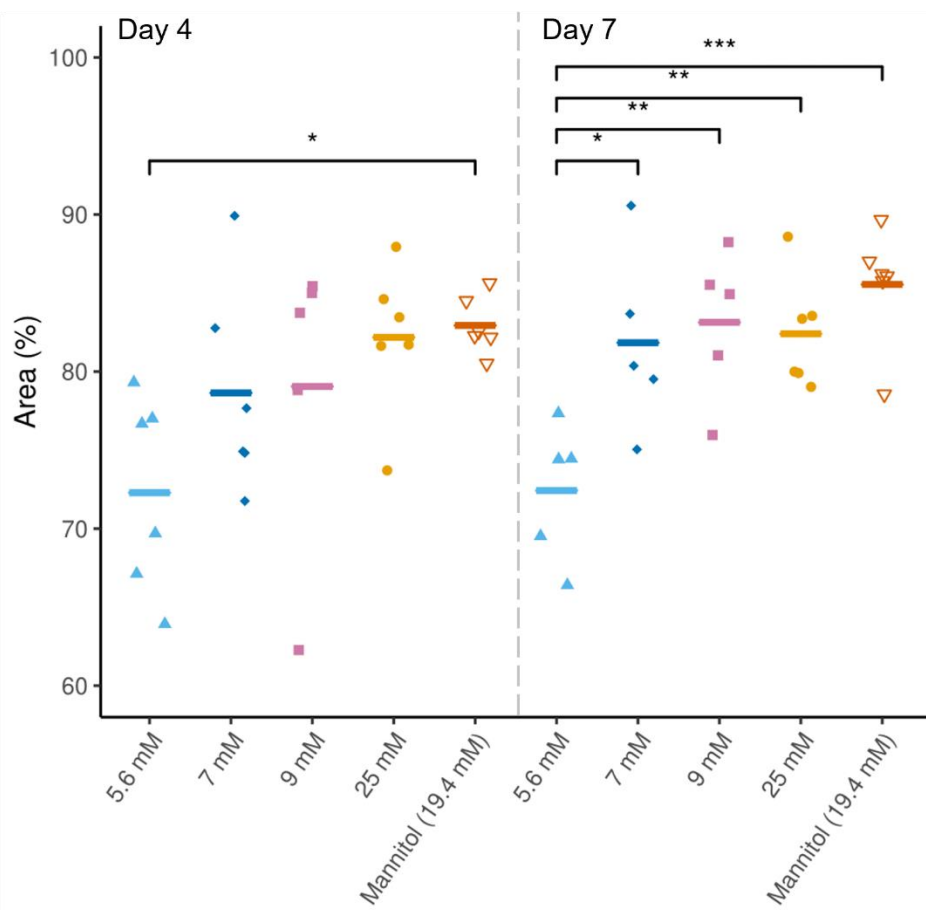 Day 4
Day 7
***
**
**
*
*
Area (%)
100
90
80
70
60
5.6 mM
7 mM
9 mM
25 mM
Mannitol (19.4 mM)
5.6 mM
7 mM
9 mM
25 mM
Mannitol (19.4 mM)